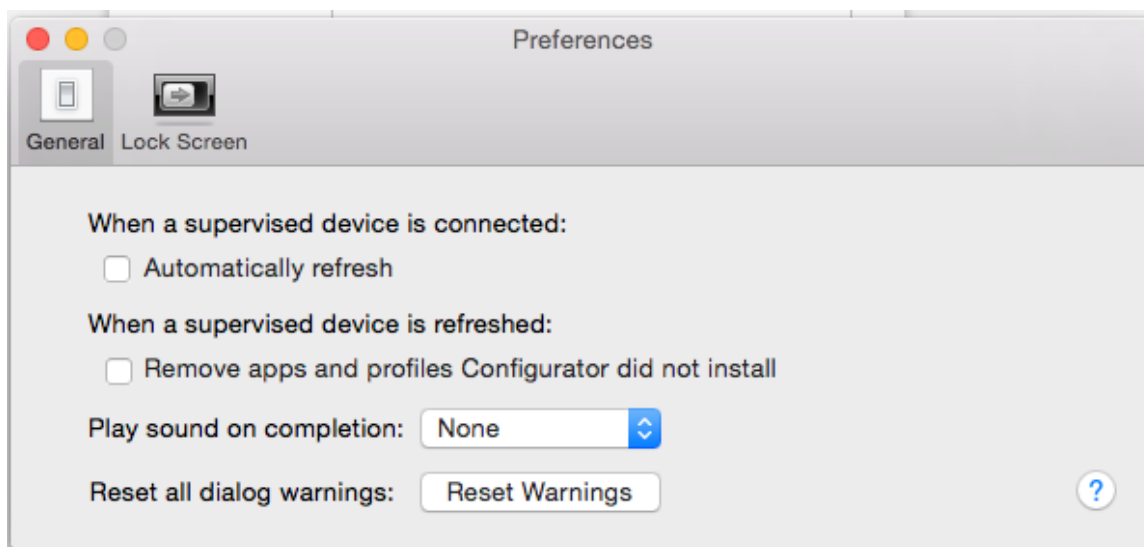 Preferences
General Lock Screen
When a supervised device is connected:
Automatically refresh
When a supervised device is refreshed:
Remove apps and profiles Configurator did not install
Play sound on completion: None
Reset all dialog warnings: Reset Warnings ?